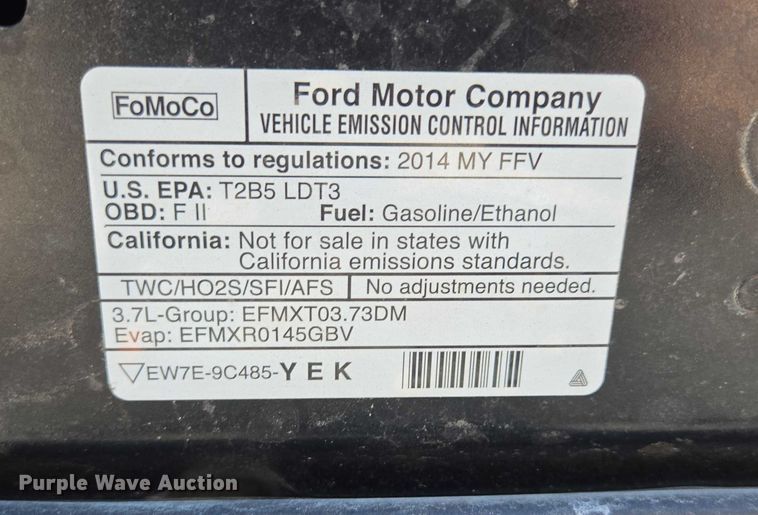 FoMoCo
Ford Motor Company
VEHICLE EMISSION CONTROL INFORMATION
Conforms to regulations: 2014 MY FFV
U.S. EPA: T2B5 LDT3
OBD: F II Fuel: Gasoline/Ethanol
California: Not for sale in states with
California emissions standards.
TWC/HO2S/SFI/AFS No adjustments needed.
3.7L-Group: EFMXT03.73DM
Evap: EFMXR0145GBV
EW7E-9C485-YEK
Purple Wave Auction